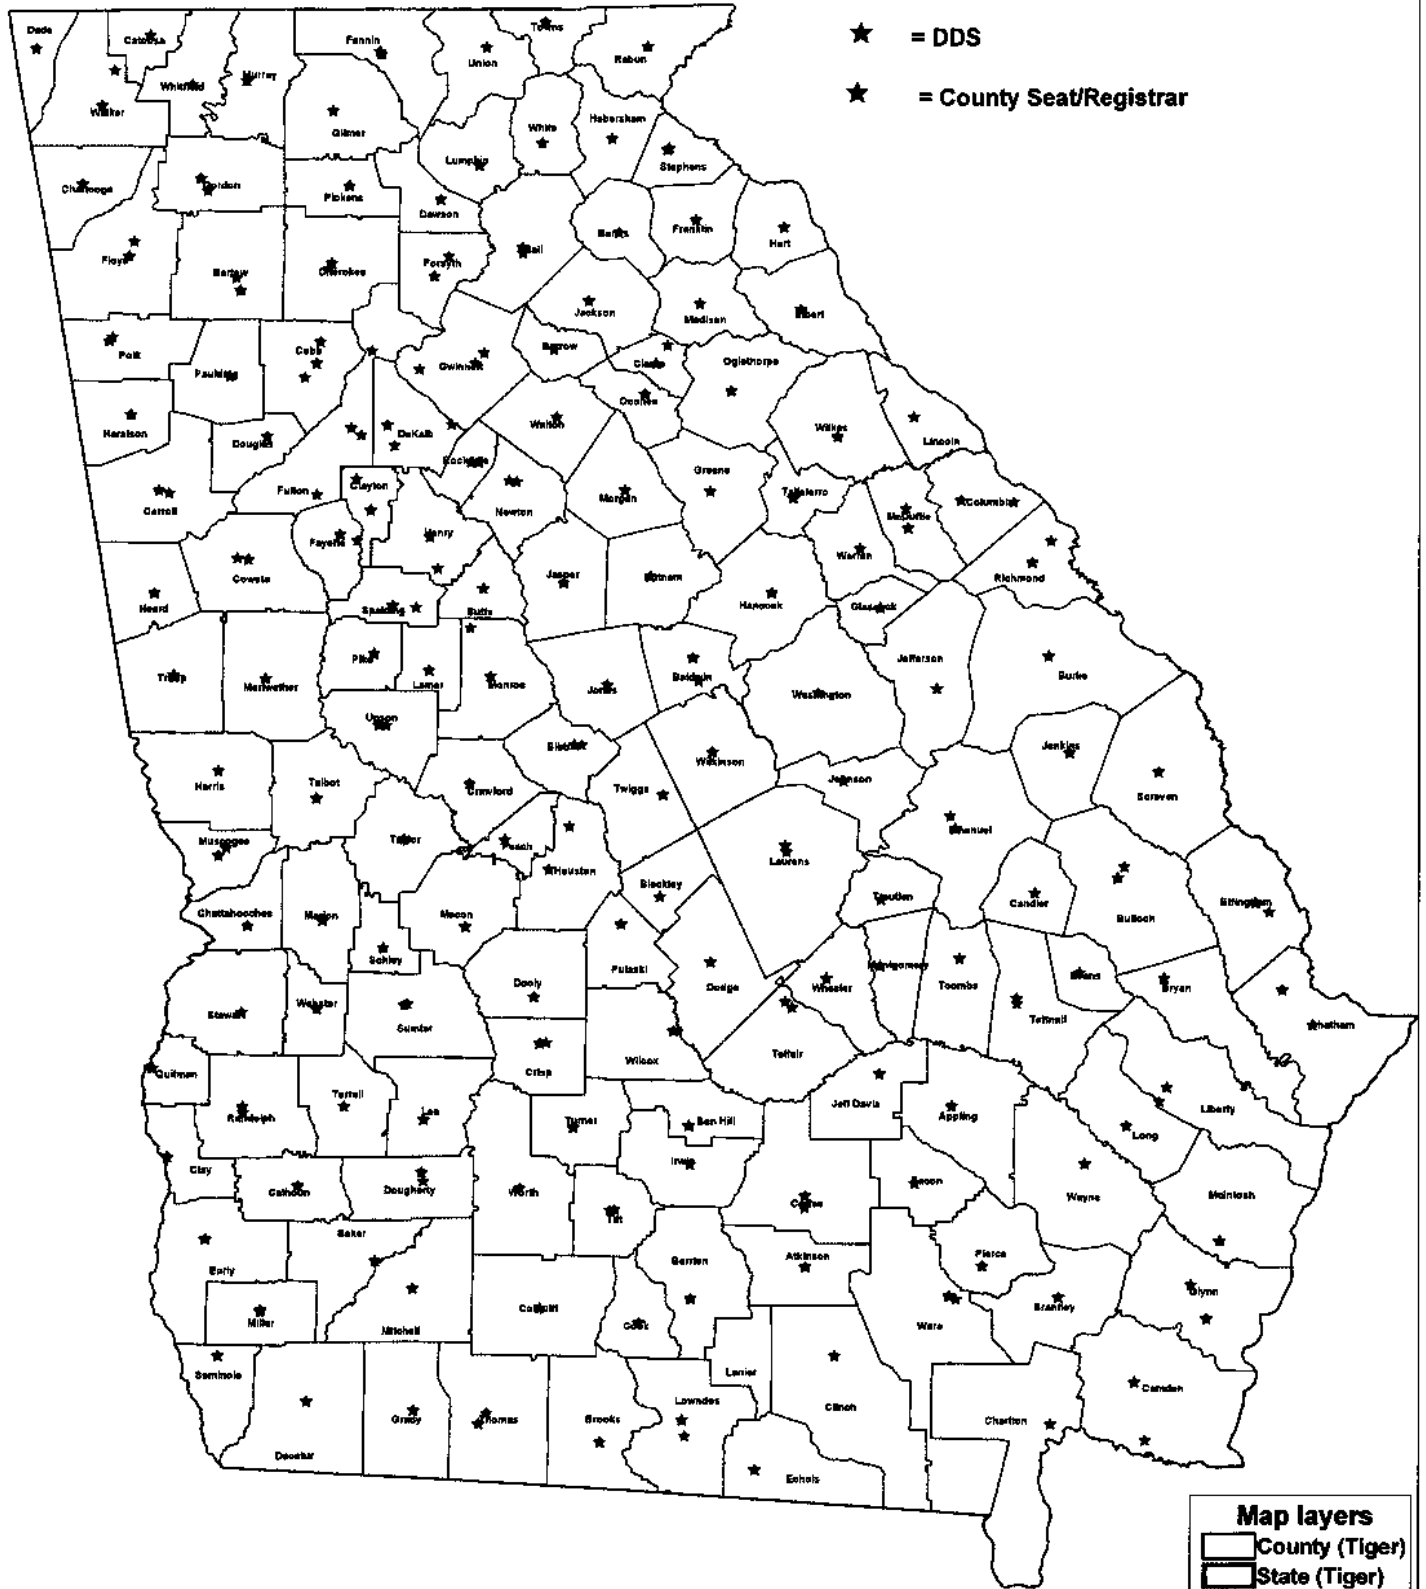 ★ = DDS
Towns
Dade
Catoosa
Fannin
Union
Rabun
Murray
Whitfield
Walker
Gilmer
White
Habersham
★ = County Seat/Registrar
Lumpkin
Stephens
Chattooga
Gordon
Pickens
Dawson
Banks
Franklin
Hart
Floyd
Bartow
Cherokee
Forsyth
Hall
Jackson
Madison
Elbert
Polk
Cobb
Barrow
Paulding
Gwinnett
Clarke
Oglethorpe
Oconee
Haralson
Douglas
DeKalb
Walton
Wilkes
Lincoln
Rockdale
Greene
Carroll
Fulton
Clayton
Newton
Morgan
Taliaferro
McDuffie
Columbia
Fayette
Henry
Warren
Coweta
Jasper
Putnam
Richmond
Heard
Spalding
Butts
Hancock
Glascock
Troup
Meriwether
Pike
Lamar
Monroe
Jones
Baldwin
Washington
Jefferson
Burke
Upson
Bibb
Wilkinson
Jenkins
Harris
Talbot
Crawford
Twiggs
Johnson
Screven
Muscogee
Taylor
Peach
Houston
Laurens
Emanuel
Bleckley
Chattahoochee
Marion
Macon
Treutlen
Candler
Bulloch
Effingham
Schley
Pulaski
Dooly
Dodge
Wheeler
Montgomery
Toombs
Evans
Bryan
Stewart
Webster
Sumter
Tattnall
Chatham
Quitman
Crisp
Wilcox
Telfair
Randolph
Terrell
Lee
Turner
Ben Hill
Jeff Davis
Appling
Liberty
Long
Clay
Calhoun
Dougherty
Worth
Irwin
Tift
Coffee
Bacon
Wayne
McIntosh
Early
Baker
Berrien
Atkinson
Pierce
Miller
Mitchell
Colquitt
Cook
Ware
Brantley
Glynn
Seminole
Lanier
Camden
Decatur
Grady
Thomas
Brooks
Lowndes
Clinch
Charlton
Echols
Map layers
County (Tiger)
State (Tiger)